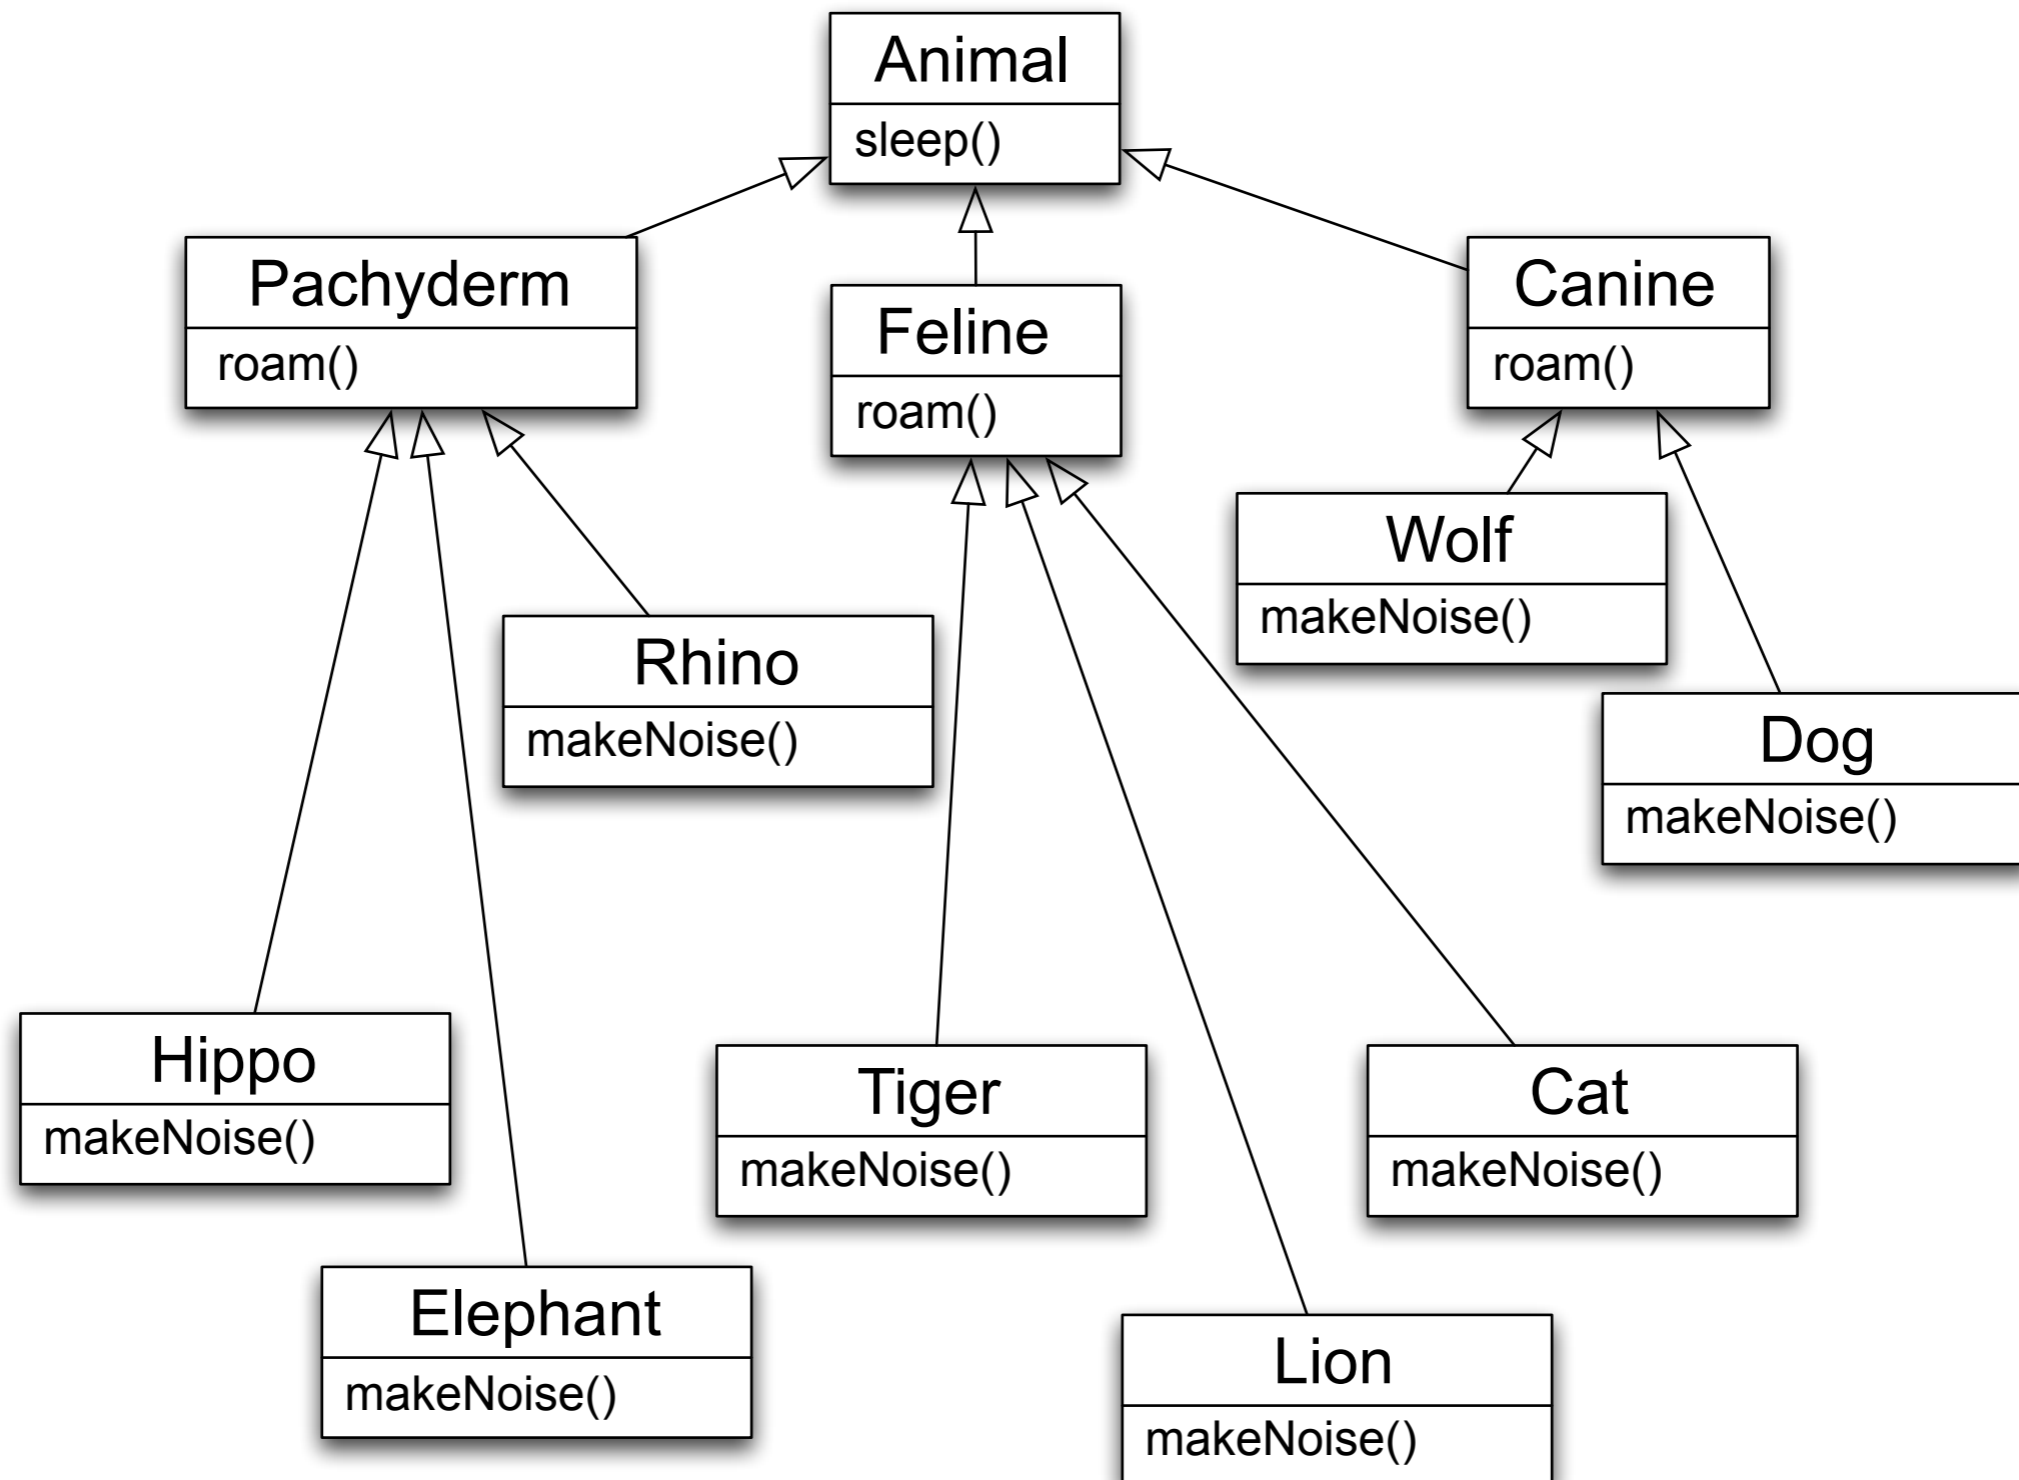 Animal
sleep()
Pachyderm
roam()
Feline
roam()
Canine
roam()
Wolf
makeNoise()
Rhino
makeNoise()
Dog
makeNoise()
Hippo
makeNoise()
Tiger
makeNoise()
Cat
makeNoise()
Elephant
makeNoise()
Lion
makeNoise()